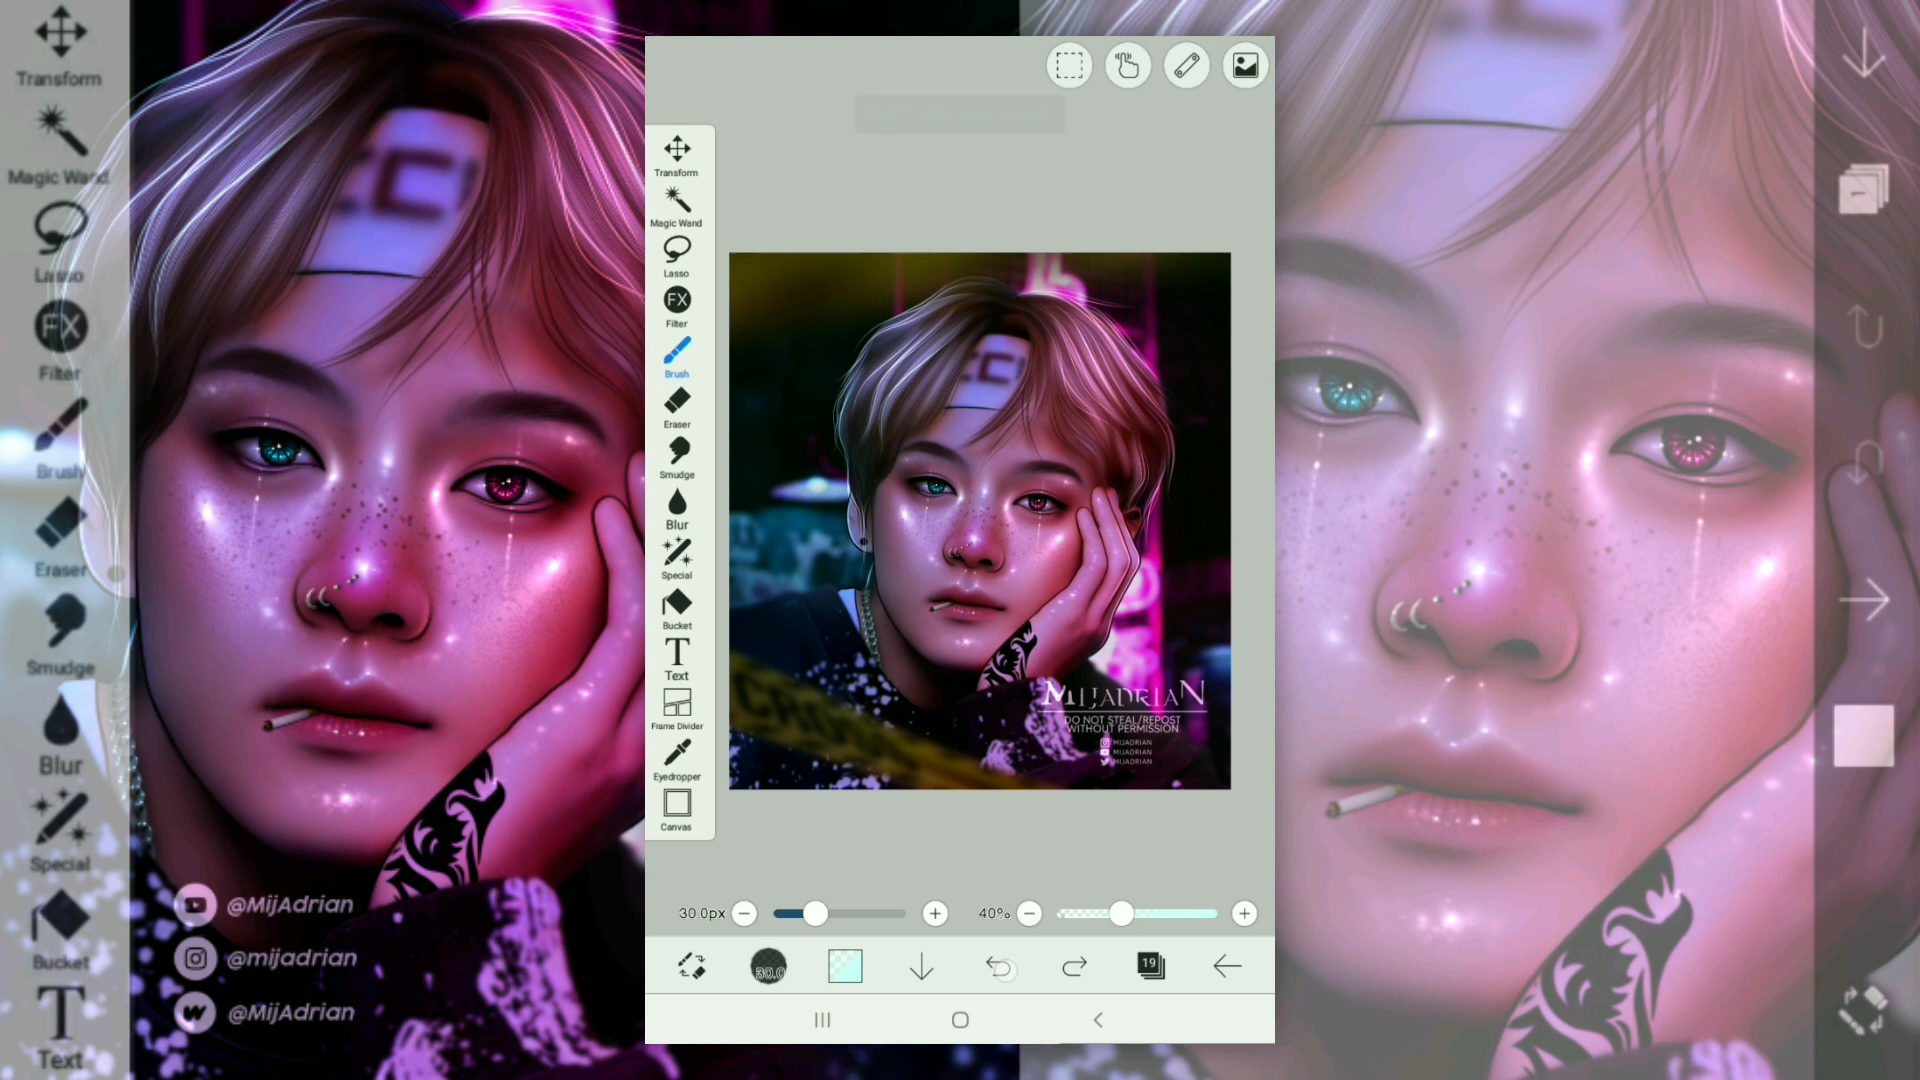 Transform
Magic Wand
Lasso
FX
Filter
Brush
Eraser
Smudge
Blur
Special
Bucket
T
Text
@MijAdrian
@mijadrian
@MijAdrian
Transform
Magic Wand
Lasso
FX
Filter
Brush
Eraser
Smudge
Blur
Special
Bucket
T
Text
Frame Divider
Eyedropper
Canvas
MIJADRIAN
DO NOT STEAL/REPOST
WITHOUT PERMISSION
MIJADRIAN
MIJADRIAN
MIJADRIAN
30.0px
40%
30.0
19